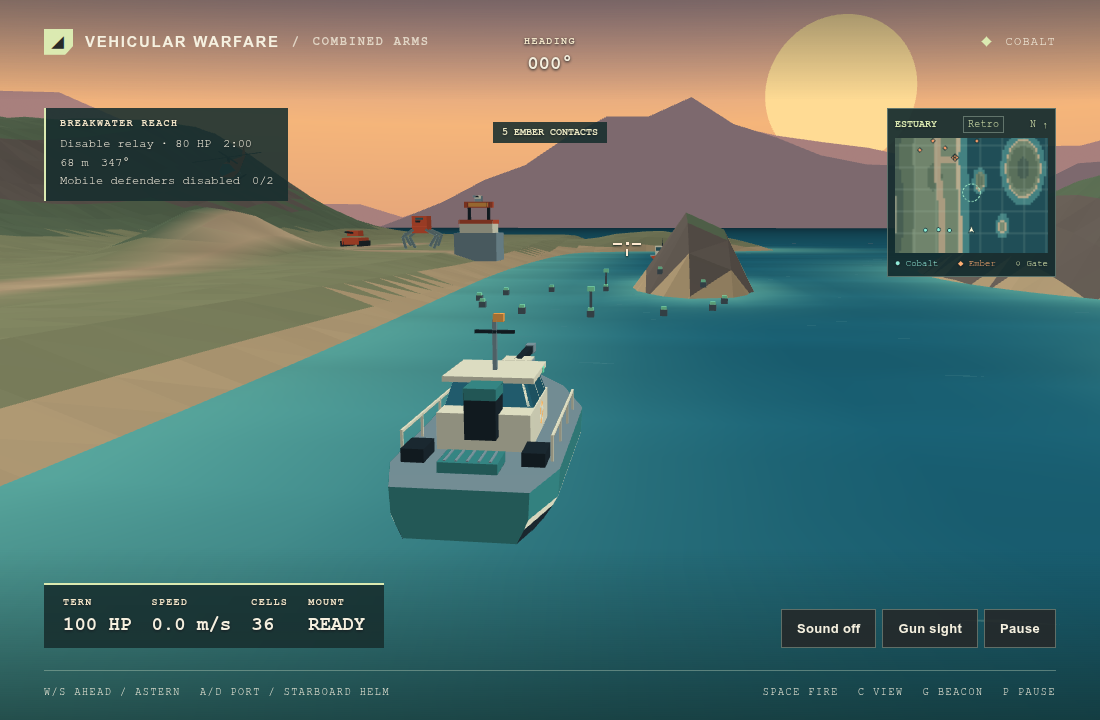 VEHICULAR WARFARE / COMBINED ARMS
HEADING
000°
COBALT
BREAKWATER REACH
Disable relay · 80 HP 2:00
68 m 347°
Mobile defenders disabled 0/2
5 EMBER CONTACTS
ESTUARY Retro N ↑
Cobalt Ember Gate
TERN SPEED CELLS MOUNT
100 HP 0.0 m/s 36 READY
Sound off Gun sight Pause
W/S AHEAD / ASTERN A/D PORT / STARBOARD HELM
SPACE FIRE C VIEW G BEACON P PAUSE